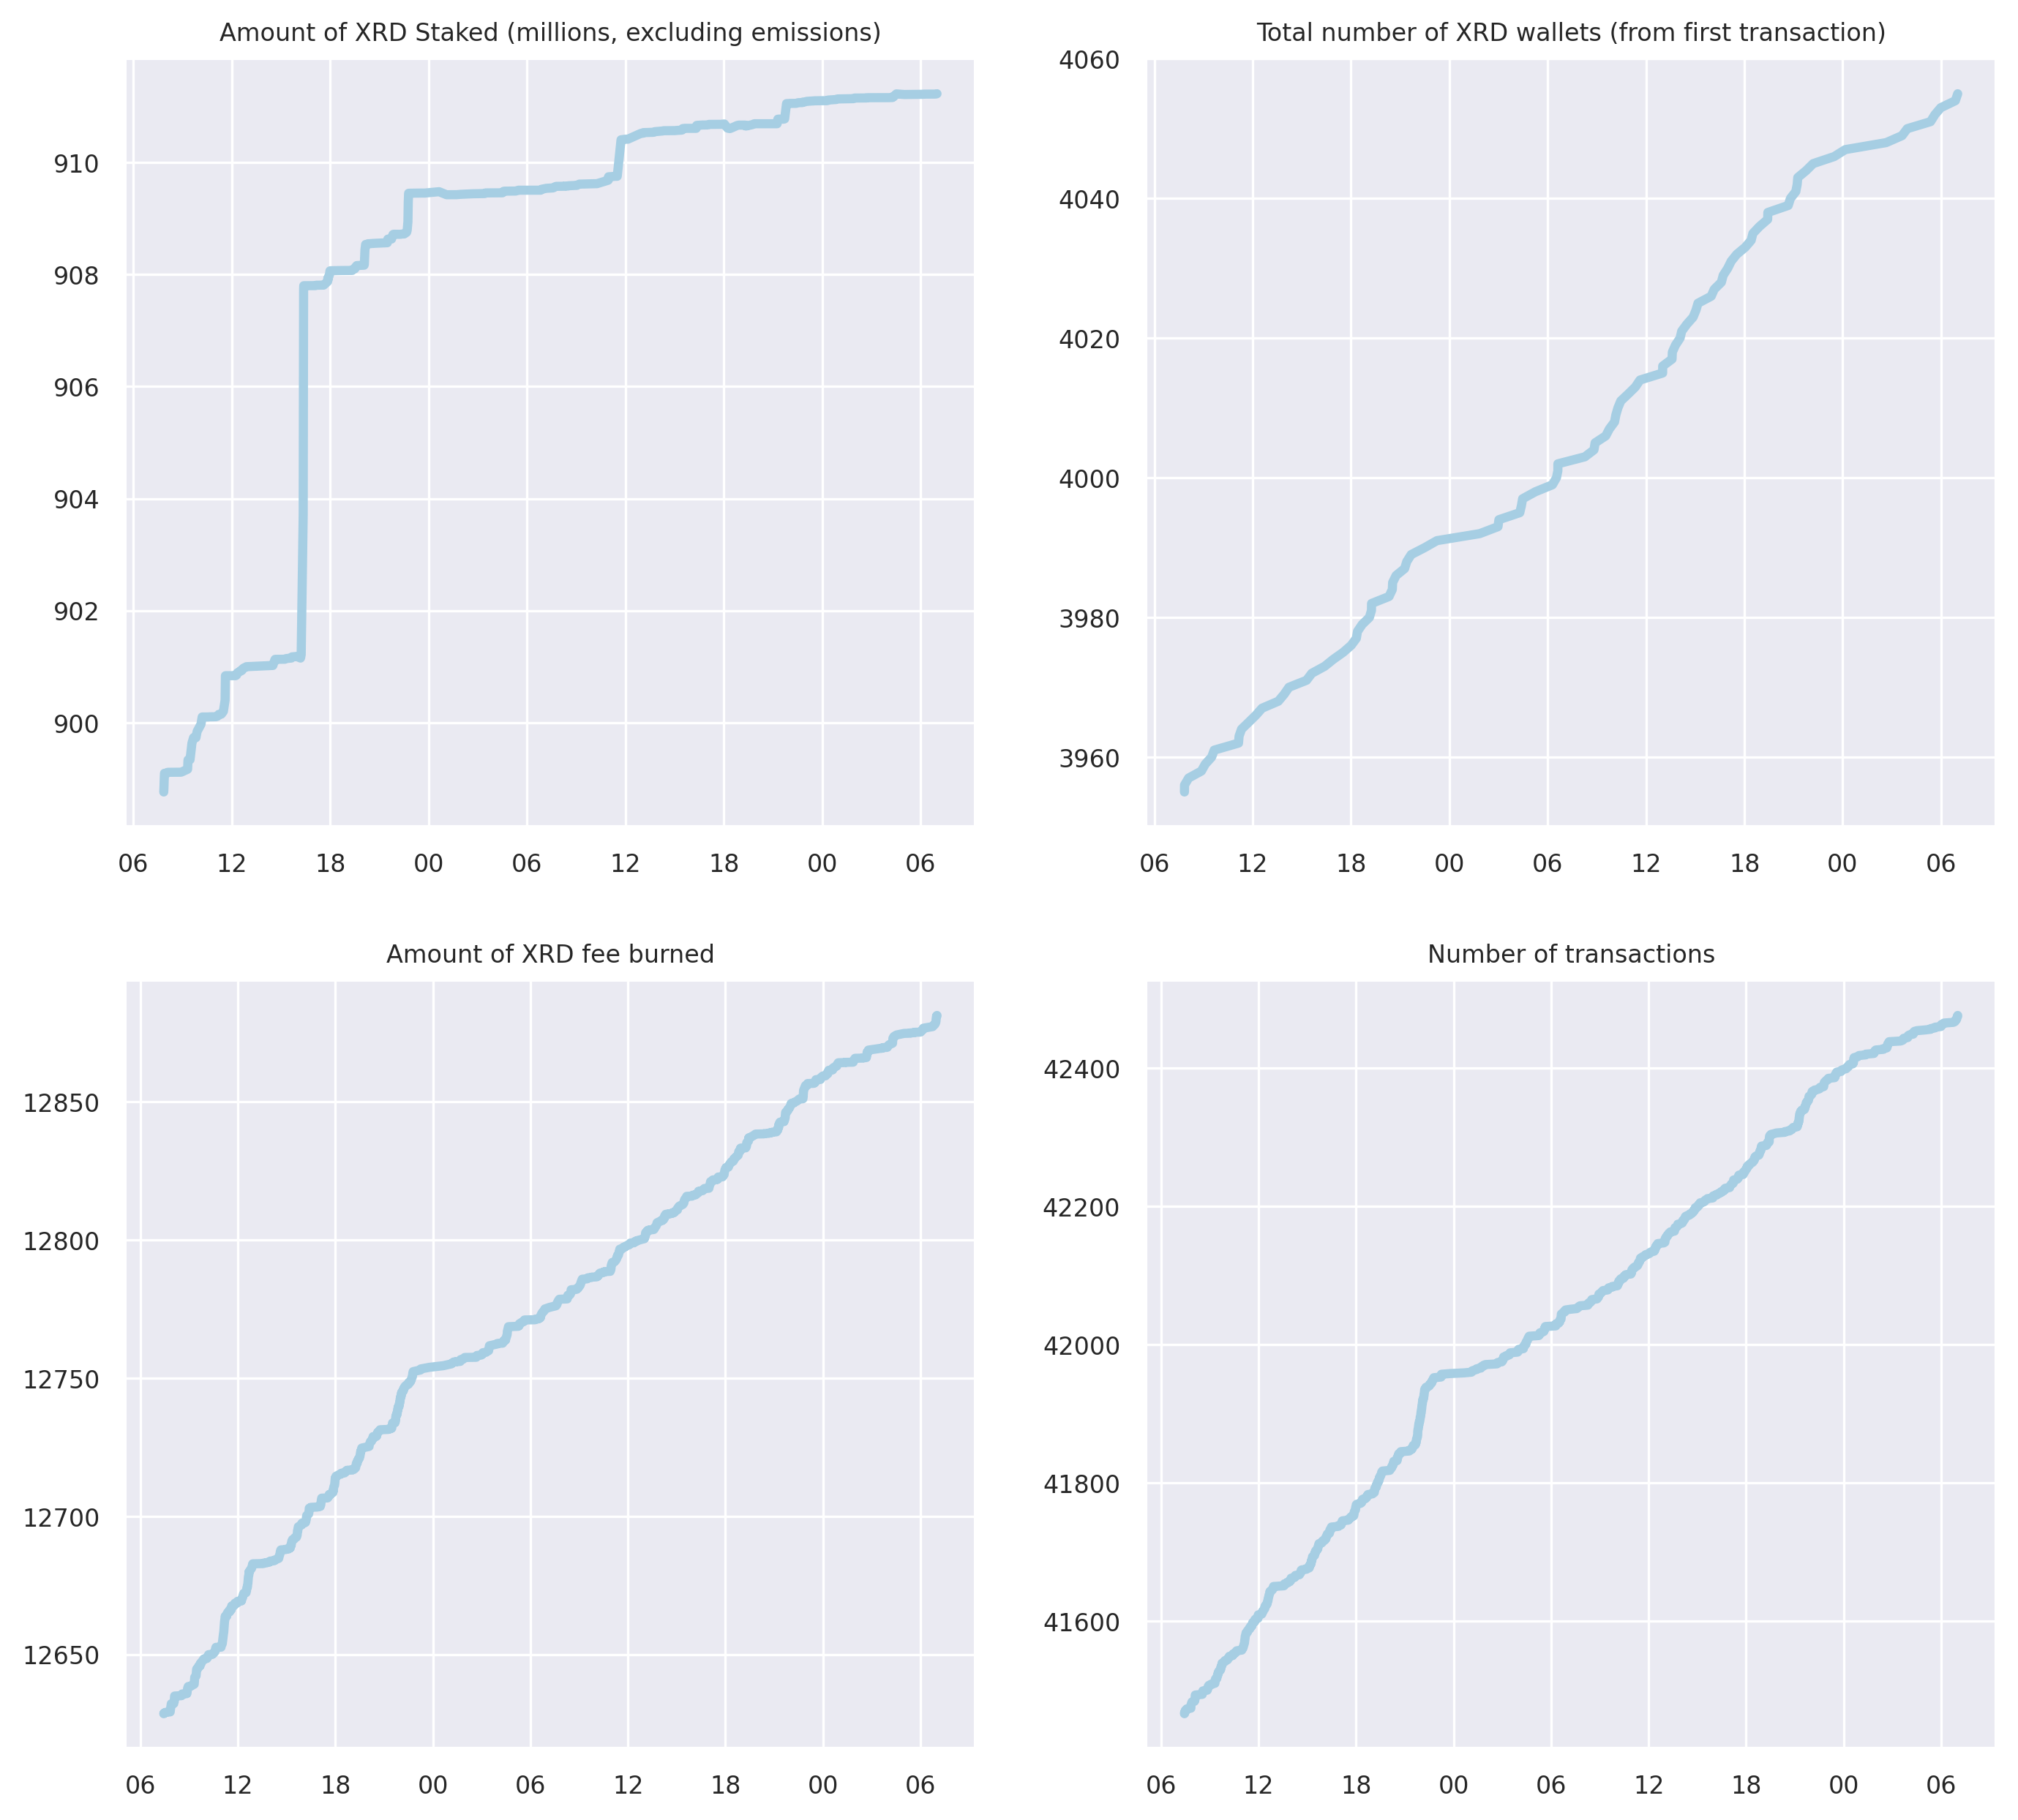 Amount of XRD Staked (millions, excluding emissions)
910
908
906
904
902
900
06 12 18 00 06 12 18 00 06
Total number of XRD wallets (from first transaction)
4060
4040
4020
4000
3980
3960
06 12 18 00 06 12 18 00 06
Amount of XRD fee burned
12850
12800
12750
12700
12650
06 12 18 00 06 12 18 00 06
Number of transactions
42400
42200
42000
41800
41600
06 12 18 00 06 12 18 00 06